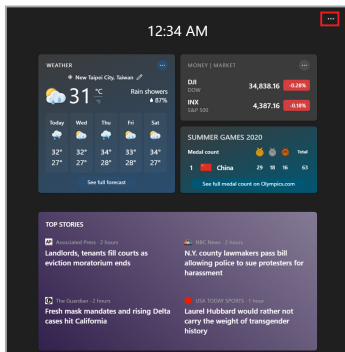 12:34 AM
WEATHER
New Taipei City, Taiwan
31 °C
Rain showers
87%
Today Wed Thu Fri Sat
32° 32° 34° 33° 34°
27° 27° 28° 27° 27°
See full forecast
MONEY | MARKET
DJI 34,838.16 -0.28%
DOW
INX 4,387.16 -0.18%
S&P 500
SUMMER GAMES 2020
Medal count Total
1 China 29 18 16 63
See full medal count on Olympics.com
TOP STORIES
AP Associated Press · 2 hours
Landlords, tenants fill courts as
eviction moratorium ends
NBC News · 2 hours
N.Y. county lawmakers pass bill
allowing police to sue protesters for
harassment
The Guardian · 2 hours
Fresh mask mandates and rising Delta
cases hit California
USA TODAY SPORTS · 1 hour
Laurel Hubbard would rather not
carry the weight of transgender
history